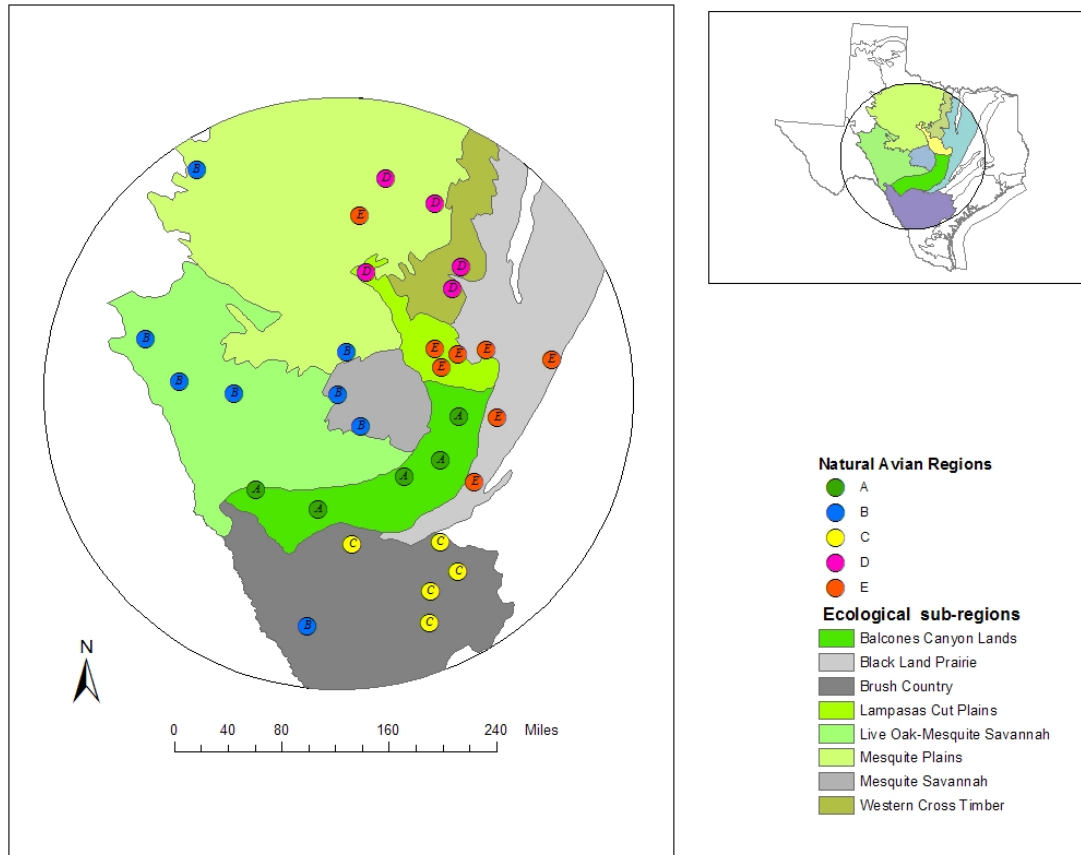 B
D
D
E
D
D
D
B
B
E
E
E
E
E
B
B
B
A
E
B
A
A
E
A
A
C
C
C
C
B
C
N
0 40 80 160 240 Miles
Natural Avian Regions
A
B
C
D
E
Ecological sub-regions
Balcones Canyon Lands
Black Land Prairie
Brush Country
Lampasas Cut Plains
Live Oak-Mesquite Savannah
Mesquite Plains
Mesquite Savannah
Western Cross Timber